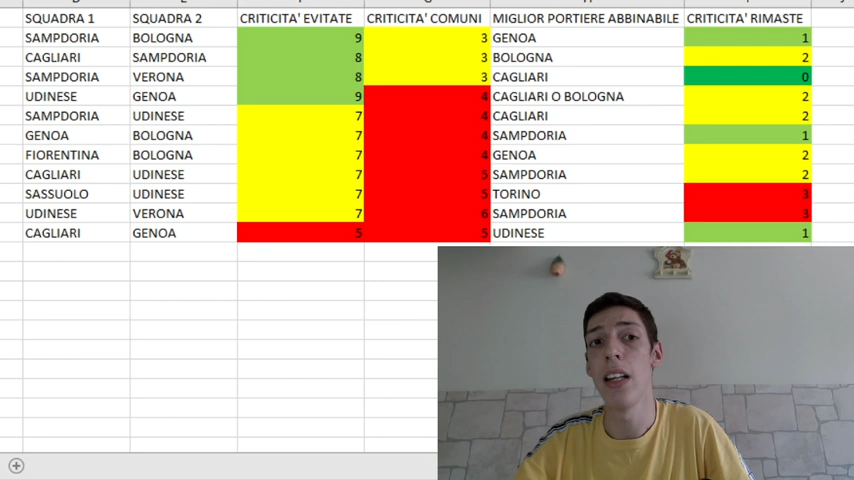 SQUADRA 1 SQUADRA 2 CRITICITA' EVITATE CRITICITA' COMUNI MIGLIOR PORTIERE ABBINABILE CRITICITA' RIMASTE
SAMPDORIA BOLOGNA 9 3 GENOA 1
CAGLIARI SAMPDORIA 8 3 BOLOGNA 2
SAMPDORIA VERONA 8 3 CAGLIARI 0
UDINESE GENOA 9 4 CAGLIARI O BOLOGNA 2
SAMPDORIA UDINESE 7 4 CAGLIARI 2
GENOA BOLOGNA 7 4 SAMPDORIA 1
FIORENTINA BOLOGNA 7 4 GENOA 2
CAGLIARI UDINESE 7 5 SAMPDORIA 2
SASSUOLO UDINESE 7 5 TORINO 3
UDINESE VERONA 7 6 SAMPDORIA 3
CAGLIARI GENOA 5 5 UDINESE 1